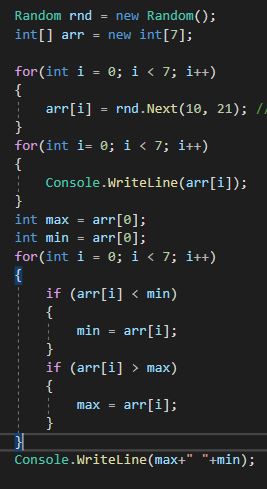 Random rnd = new Random();
int[] arr = new int[7];
for(int i = 0; i < 7; i++)
{
arr[i] = rnd.Next(10, 21); //
}
for(int i= 0; i < 7; i++)
{
Console.WriteLine(arr[i]);
}
int max = arr[0];
int min = arr[0];
for(int i = 0; i < 7; i++)
{
if (arr[i] < min)
{
min = arr[i];
}
if (arr[i] > max)
{
max = arr[i];
}
}
Console.WriteLine(max+" "+min);